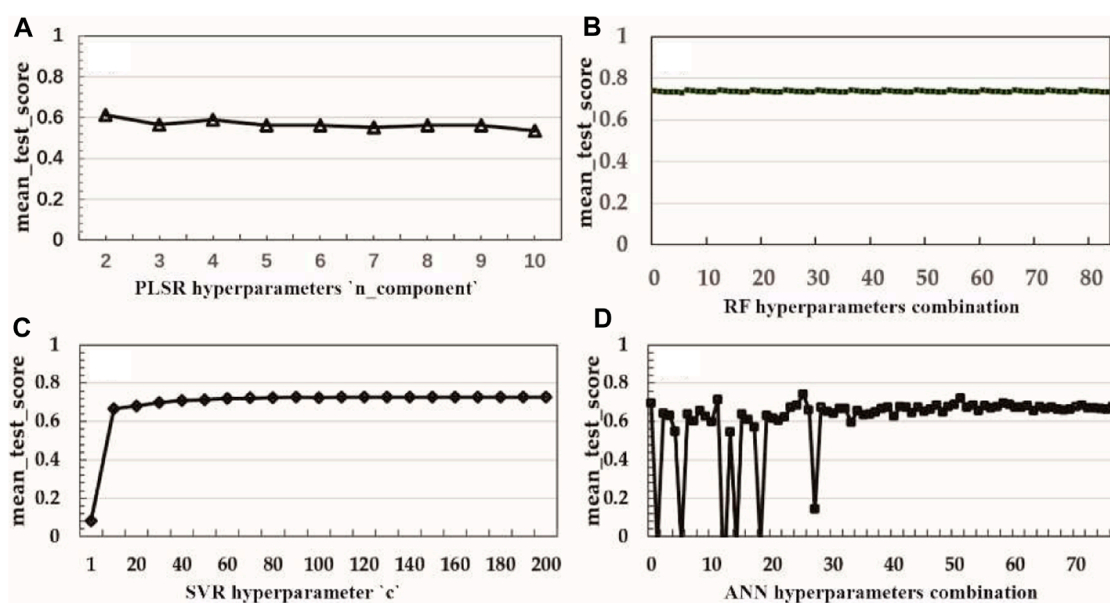 A
mean_test_score
1
0.8
0.6
0.4
0.2
0
2 3 4 5 6 7 8 9 10
PLSR hyperparameters `n_component`
B
mean_test_score
1
0.8
0.6
0.4
0.2
0
0 10 20 30 40 50 60 70 80
RF hyperparameters combination
C
mean_test_score
1
0.8
0.6
0.4
0.2
0
1 20 40 60 80 100 120 140 160 180 200
SVR hyperparameter `c`
D
mean_test_score
1
0.8
0.6
0.4
0.2
0
0 10 20 30 40 50 60 70
ANN hyperparameters combination